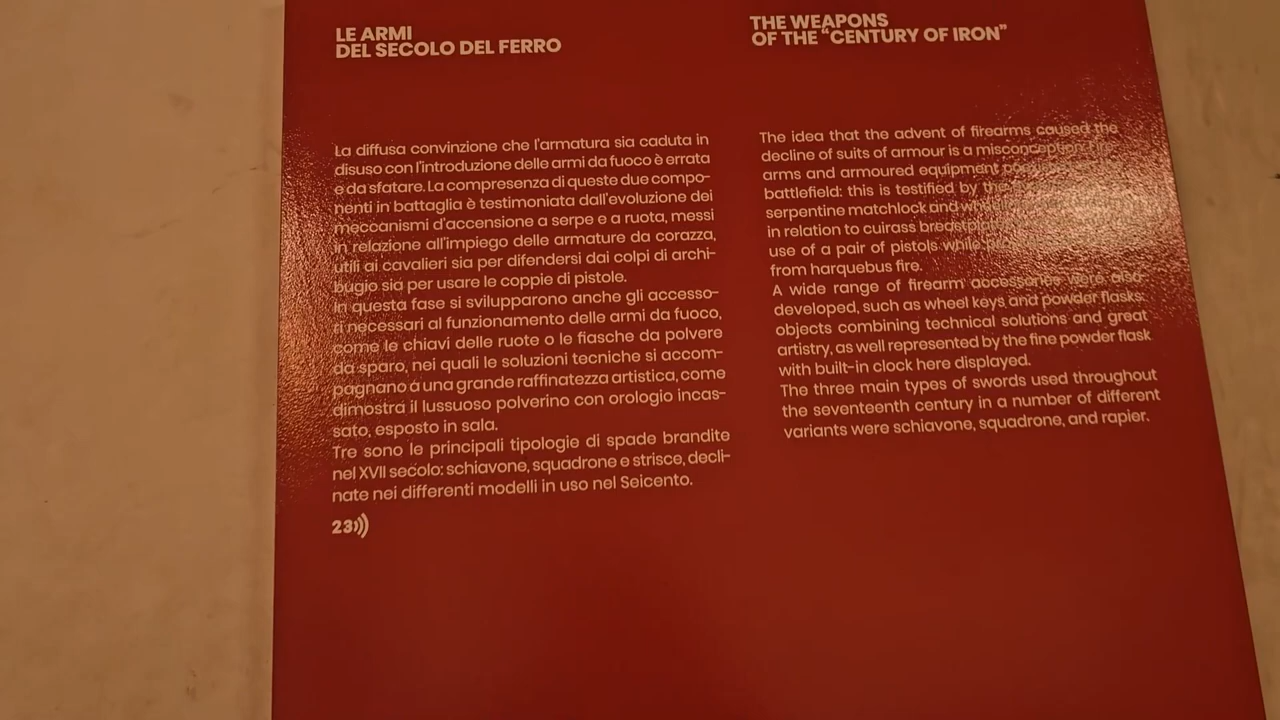 LE ARMI
DEL SECOLO DEL FERRO
La diffusa convinzione che l'armatura sia caduta in
disuso con l'introduzione delle armi da fuoco è errata
e da sfatare. La compresenza di queste due compo-
nenti in battaglia è testimoniata dall'evoluzione dei
meccanismi d'accensione a serpe e a ruota, messi
in relazione all'impiego delle armature da corazza,
utili ai cavalieri sia per difendersi dai colpi di archi-
bugio sia per usare le coppie di pistole.
In questa fase si svilupparono anche gli accesso-
ri necessari al funzionamento delle armi da fuoco,
come le chiavi delle ruote o le fiasche da polvere
da sparo, nei quali le soluzioni tecniche si accom-
pagnano a una grande raffinatezza artistica, come
dimostra il lussuoso polverino con orologio incas-
sato, esposto in sala.
Tre sono le principali tipologie di spade brandite
nel XVII secolo: schiavone, squadrone e strisce, decli-
nate nei differenti modelli in uso nel Seicento.
23
THE WEAPONS
OF THE "CENTURY OF IRON"
The idea that the advent of firearms caused the
decline of suits of armour is a misconception:
arms and armoured equipment
battlefield: this is testified by the
serpentine matchlock and
in relation to cuirass
use of a pair of pistols while
from harquebus fire.
A wide range of firearm accessories were also
developed, such as wheel keys and powder flasks:
objects combining technical solutions and great
artistry, as well represented by the fine powder flask
with built-in clock here displayed.
The three main types of swords used throughout
the seventeenth century in a number of different
variants were schiavone, squadrone, and rapier.